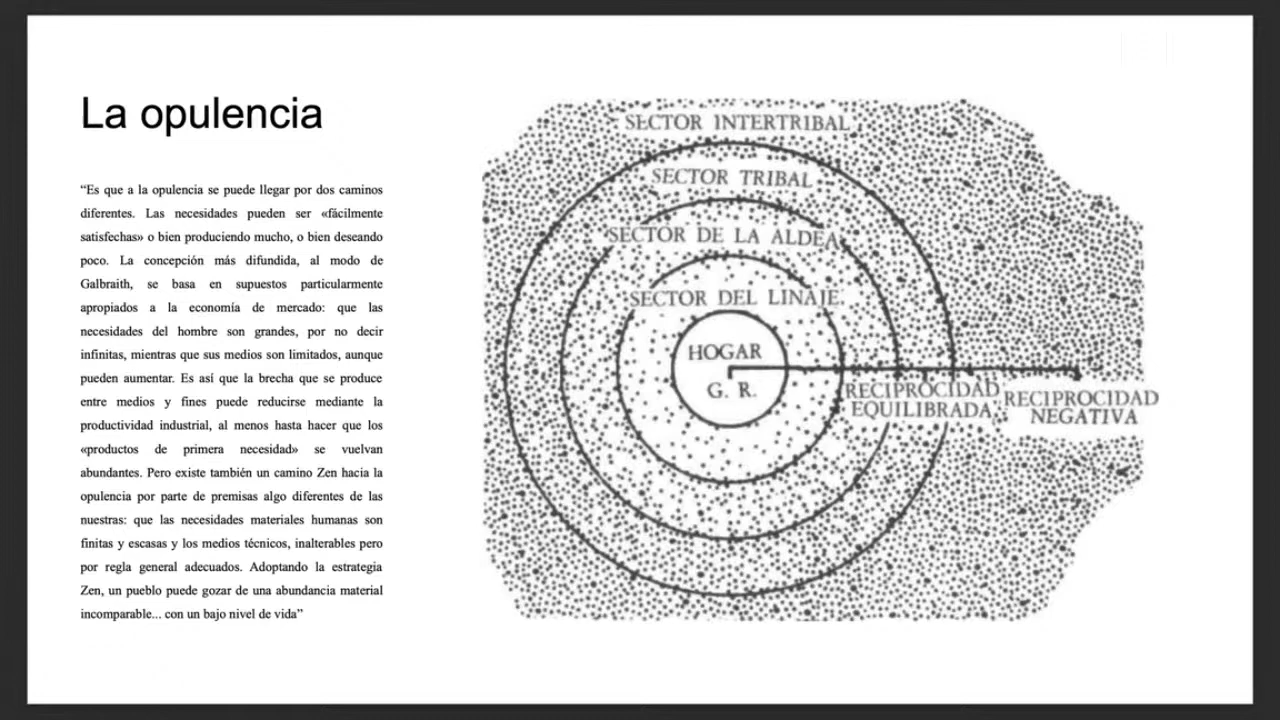 La opulencia
“Es que a la opulencia se puede llegar por dos caminos
diferentes. Las necesidades pueden ser «fácilmente
satisfechas» o bien produciendo mucho, o bien deseando
poco. La concepción más difundida, al modo de
Galbraith, se basa en supuestos particularmente
apropiados a la economía de mercado: que las
necesidades del hombre son grandes, por no decir
infinitas, mientras que sus medios son limitados, aunque
pueden aumentar. Es así que la brecha que se produce
entre medios y fines puede reducirse mediante la
productividad industrial, al menos hasta hacer que los
«productos de primera necesidad» se vuelvan
abundantes. Pero existe también un camino Zen hacia la
opulencia por parte de premisas algo diferentes de las
nuestras: que las necesidades materiales humanas son
finitas y escasas y los medios técnicos, inalterables pero
por regla general adecuados. Adoptando la estrategia
Zen, un pueblo puede gozar de una abundancia material
incomparable... con un bajo nivel de vida”
SECTOR INTERTRIBAL
SECTOR TRIBAL
SECTOR DE LA ALDEA
SECTOR DEL LINAJE
HOGAR
G. R.
RECIPROCIDAD
EQUILIBRADA
RECIPROCIDAD
NEGATIVA